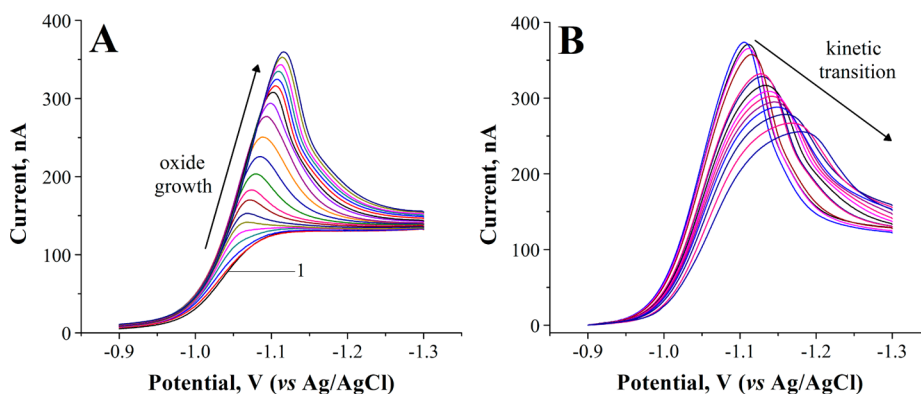 A
400
300
200
100
0
Current, nA
oxide
growth
1
-0.9
-1.0
-1.1
-1.2
-1.3
Potential, V (vs Ag/AgCl)
B
400
300
200
100
0
Current, nA
kinetic
transition
-0.9
-1.0
-1.1
-1.2
-1.3
Potential, V (vs Ag/AgCl)